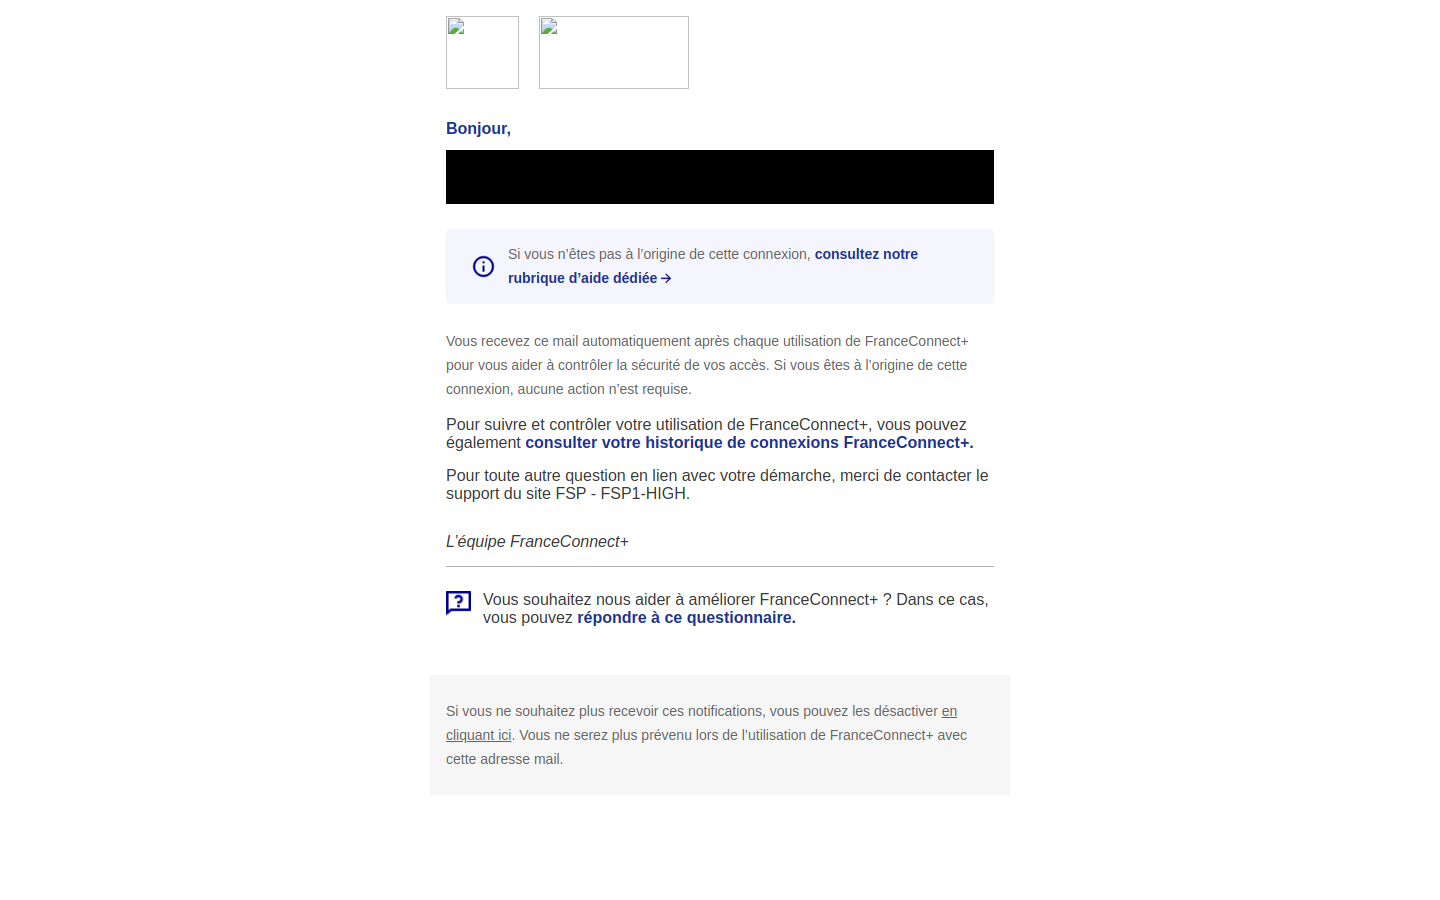 Bonjour,
Si vous n’êtes pas à l’origine de cette connexion, consultez notre
rubrique d’aide dédiée→
Vous recevez ce mail automatiquement après chaque utilisation de FranceConnect+
pour vous aider à contrôler la sécurité de vos accès. Si vous êtes à l’origine de cette
connexion, aucune action n’est requise.
Pour suivre et contrôler votre utilisation de FranceConnect+, vous pouvez
également consulter votre historique de connexions FranceConnect+.
Pour toute autre question en lien avec votre démarche, merci de contacter le
support du site FSP - FSP1-HIGH.
L’équipe FranceConnect+
Vous souhaitez nous aider à améliorer FranceConnect+ ? Dans ce cas,
vous pouvez répondre à ce questionnaire.
Si vous ne souhaitez plus recevoir ces notifications, vous pouvez les désactiver en
cliquant ici. Vous ne serez plus prévenu lors de l’utilisation de FranceConnect+ avec
cette adresse mail.